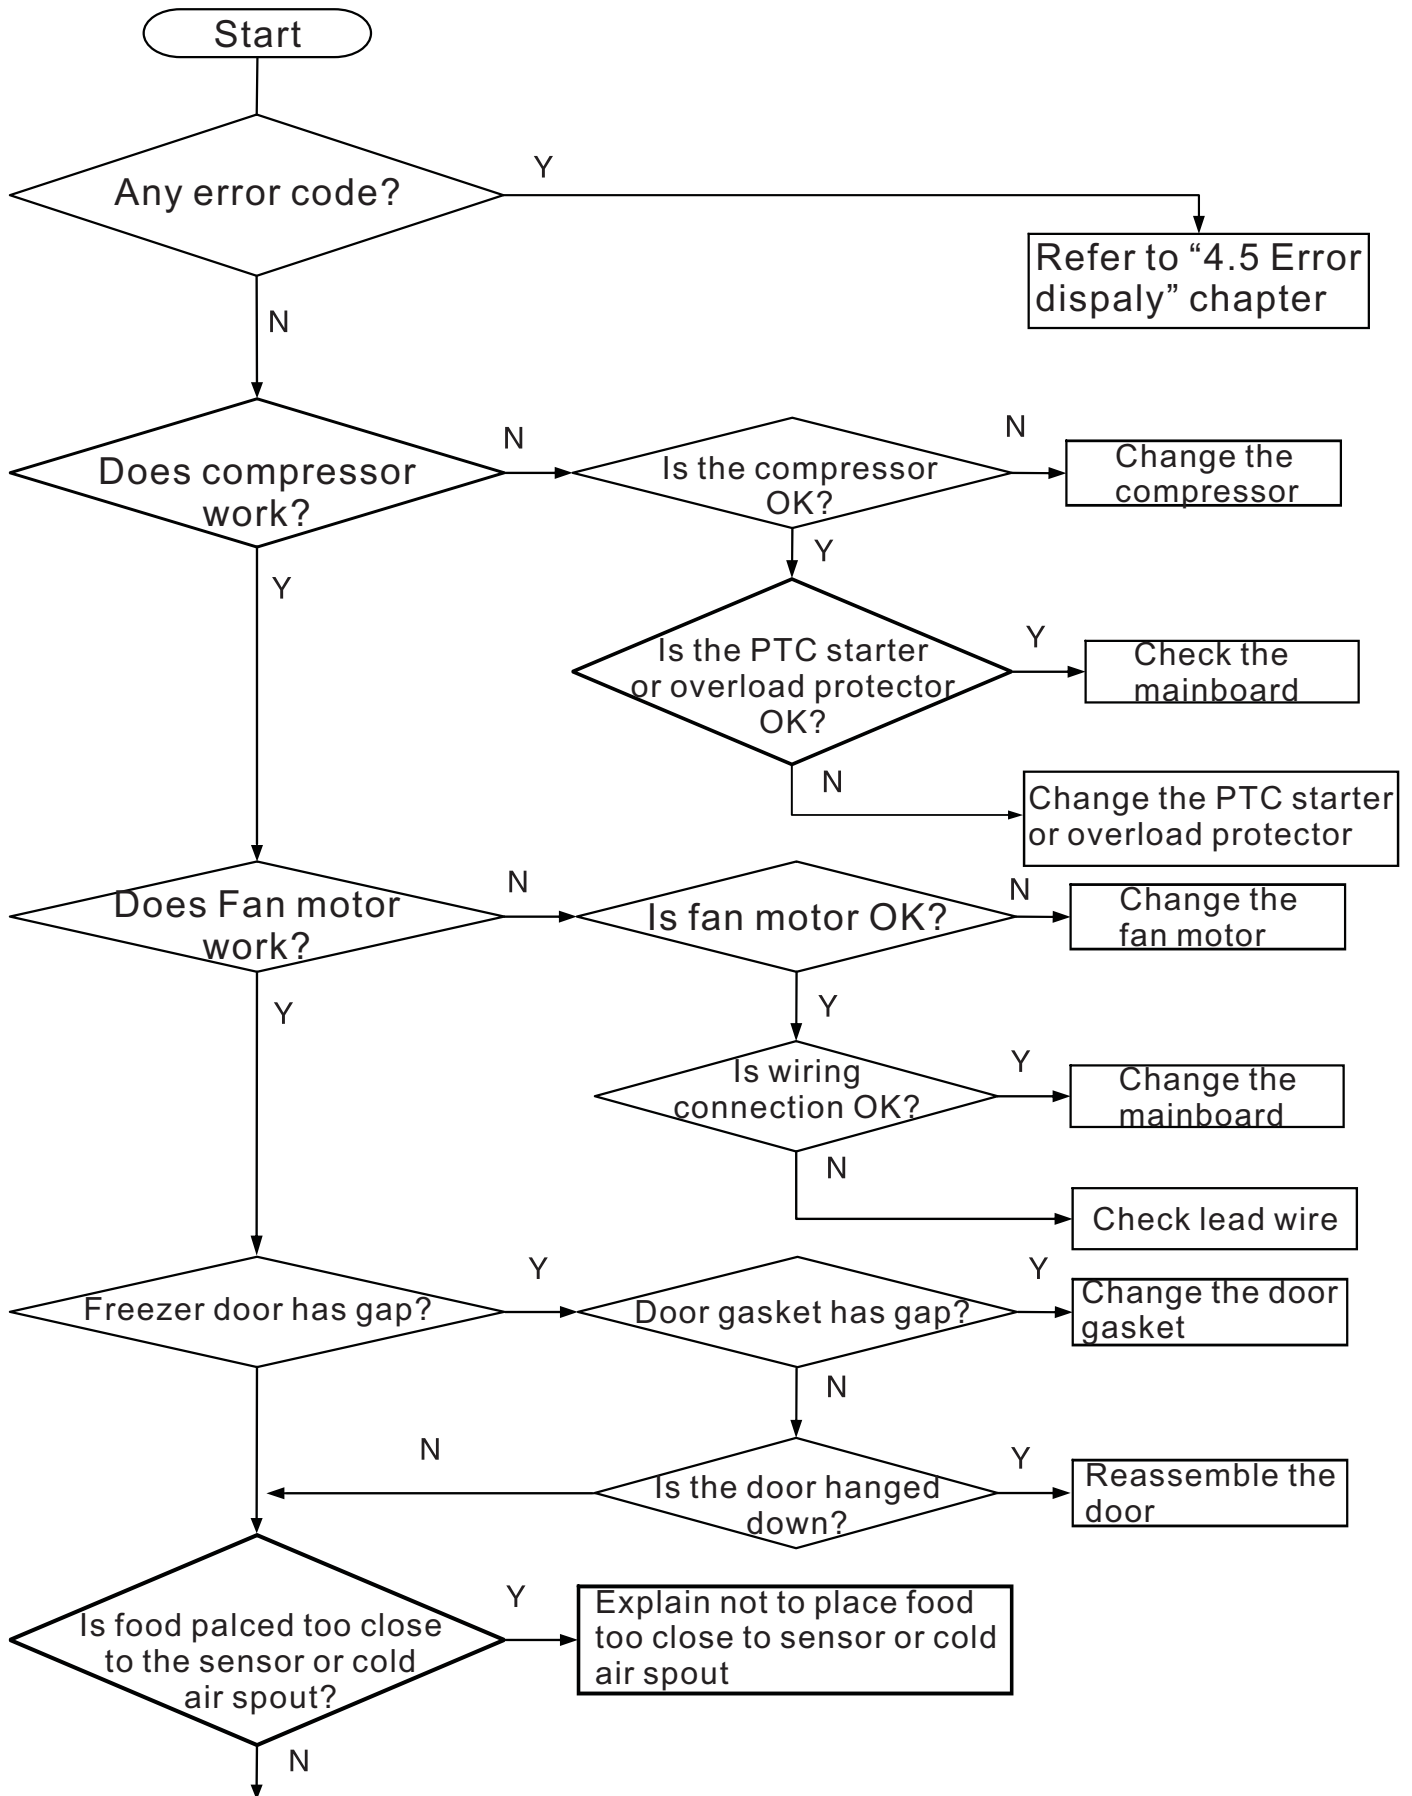 Start
Any error code?
Y
Refer to “4.5 Error
dispaly” chapter
N
Does compressor
work?
N
Is the compressor
OK?
N
Change the
compressor
Y
Y
Is the PTC starter
or overload protector
OK?
Y
Check the
mainboard
N
Change the PTC starter
or overload protector
Does Fan motor
work?
N
Is fan motor OK?
N
Change the
fan motor
Y
Y
Is wiring
connection OK?
Y
Change the
mainboard
N
Check lead wire
Freezer door has gap?
Y
Door gasket has gap?
Y
Change the door
gasket
N
N
Is the door hanged
down?
Y
Reassemble the
door
Is food palced too close
to the sensor or cold
air spout?
Y
Explain not to place food
too close to sensor or cold
air spout
N